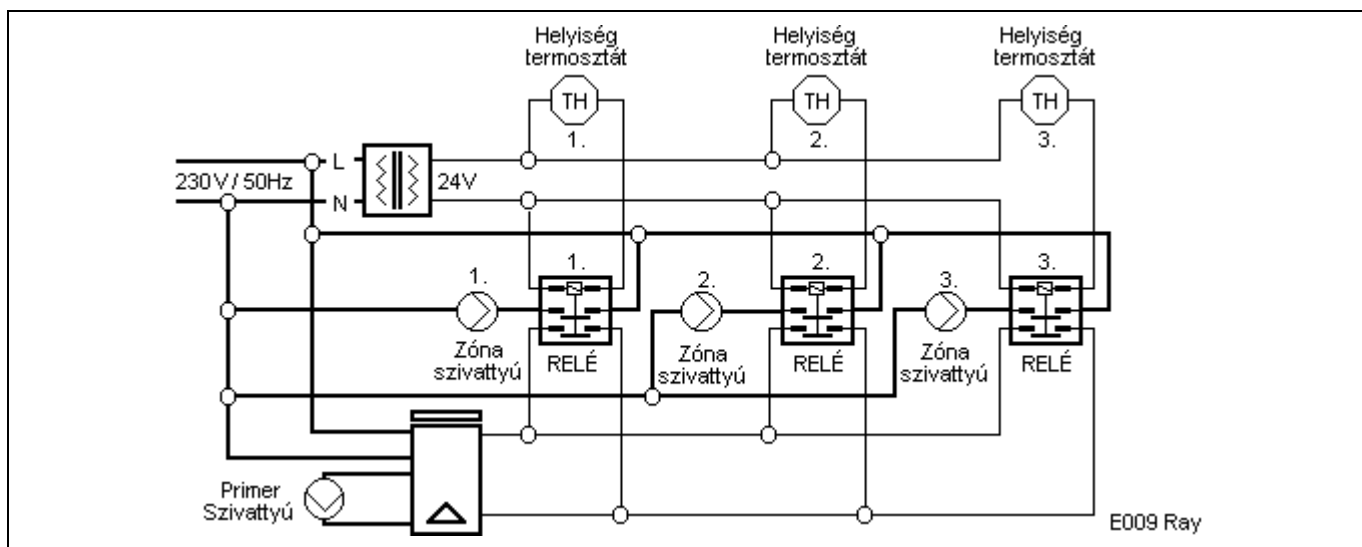 Helyiség
termosztát
Helyiség
termosztát
Helyiség
termosztát
TH
TH
TH
1.
2.
3.
L
230V / 50Hz
24V
N
1.
2.
3.
1.
2.
3.
Zóna
szivattyú
RELÉ
Zóna
szivattyú
RELÉ
Zóna
szivattyú
RELÉ
Primer
Szivattyú
E009 Ray